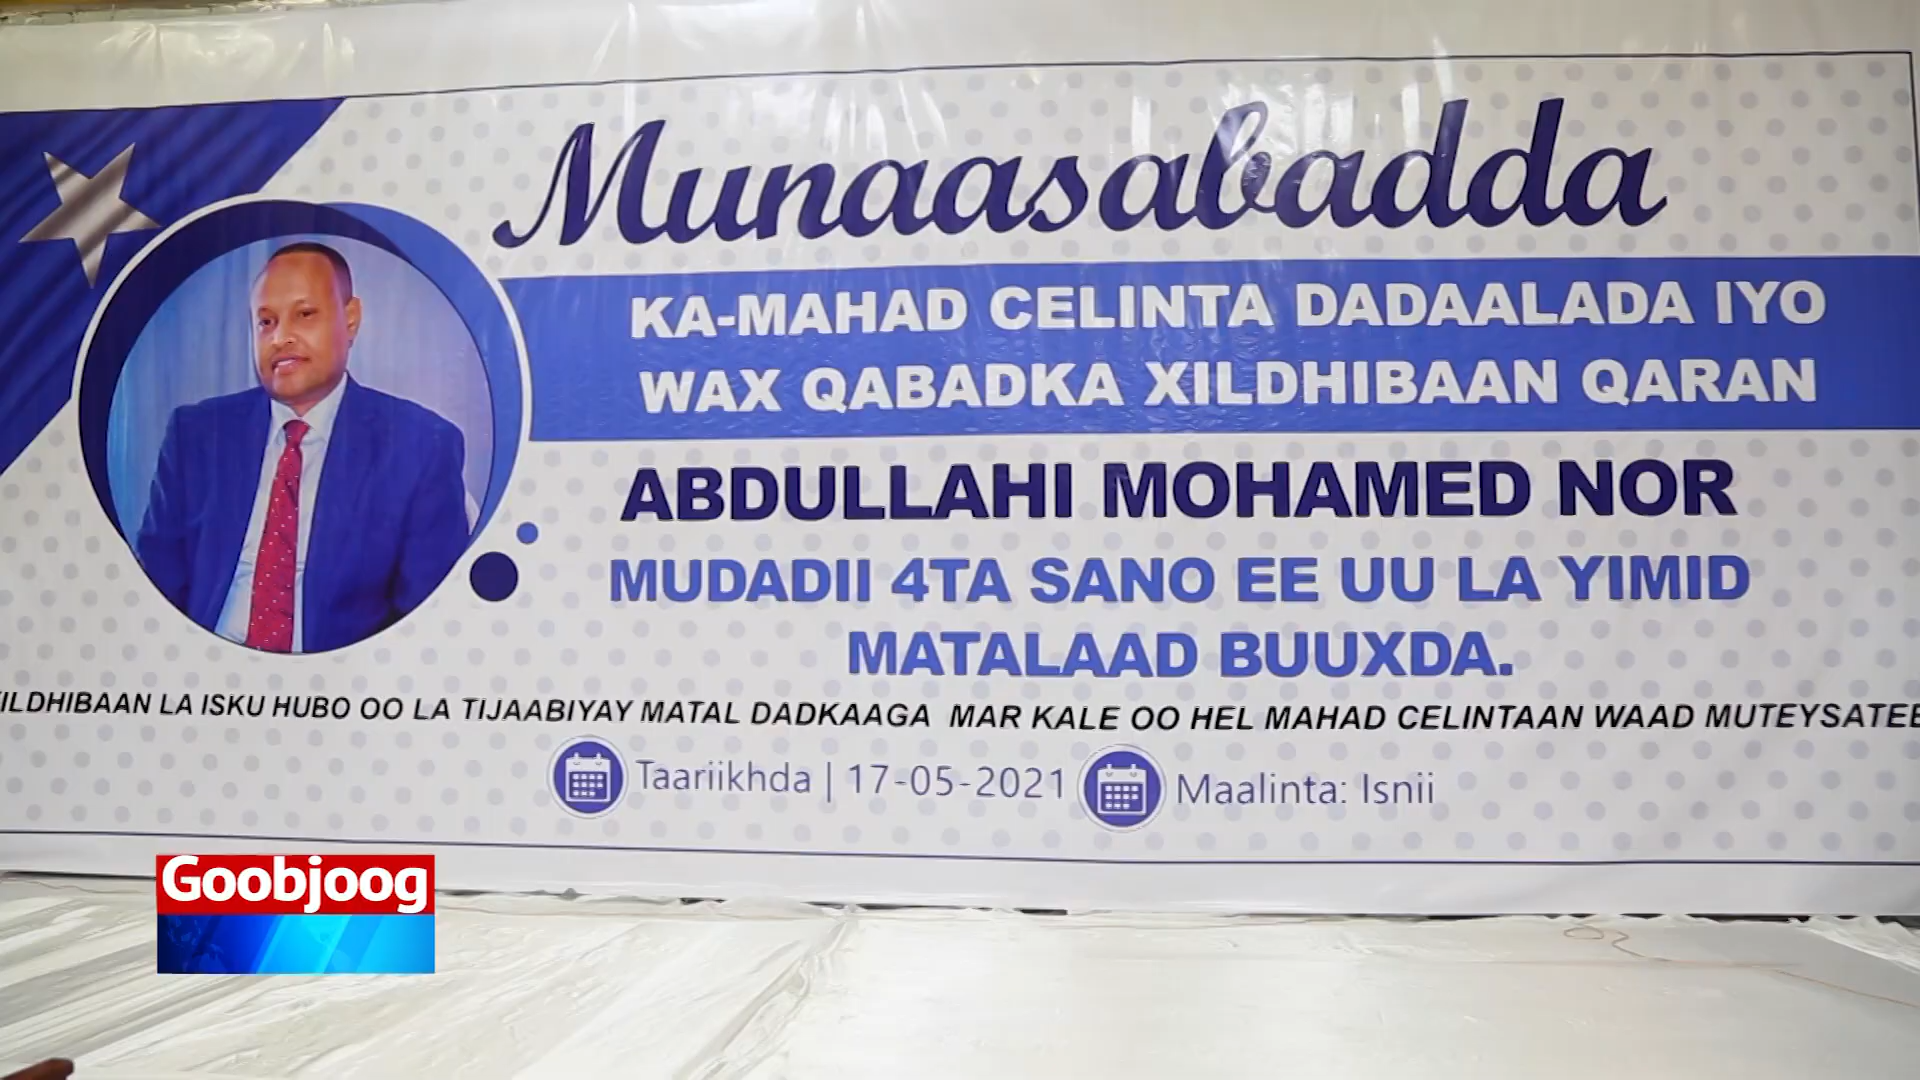 Munaasabadda
KA-MAHAD CELINTA DADAALADA IYO
WAX QABADKA XILDHIBAAN QARAN
ABDULLAHI MOHAMED NOR
MUDADII 4TA SANO EE UU LA YIMID
MATALAAD BUUXDA.
LA ISKU HUBO OO LA TIJAABIYAY MATAL DADKAAGA MAR KALE OO HEL MAHAD CELINTAAN WAAD
Taariikhda | 17-05-2021 Maalinta: Isnii
Goobjoog